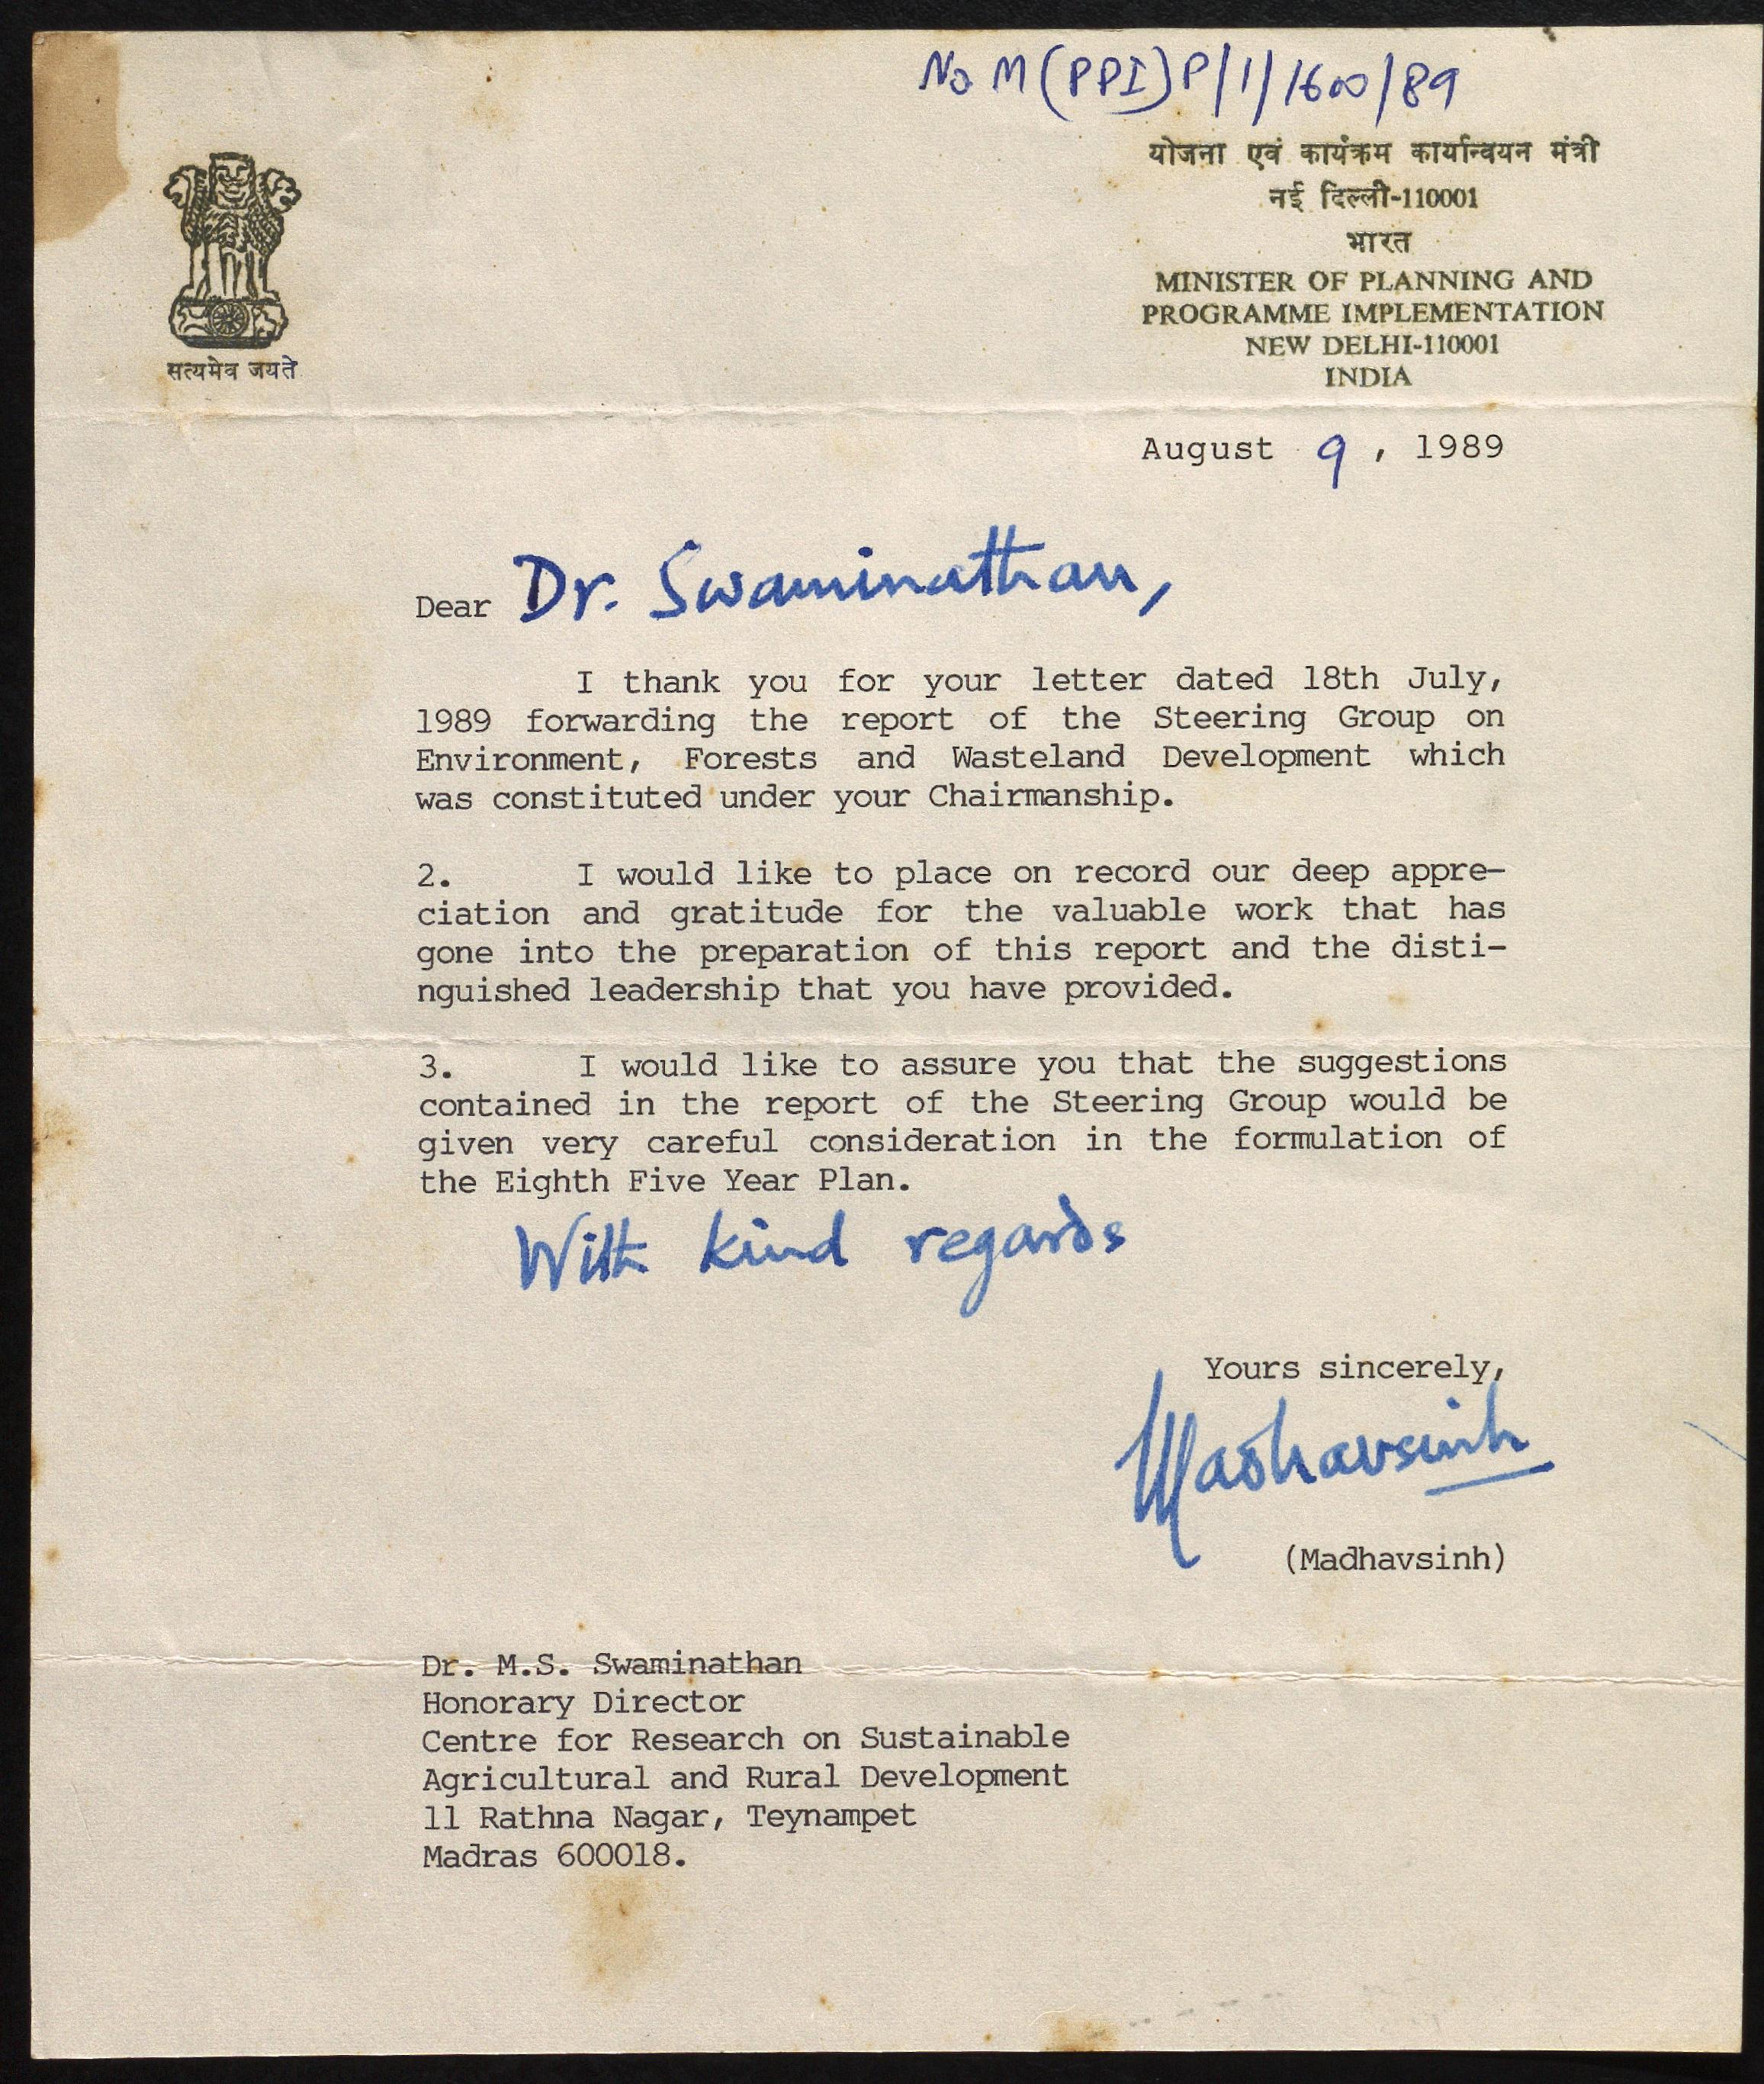 No M(PPI)P/1/1600/89
योजना एवं कार्यक्रम कार्यान्वयन मंत्री
नई दिल्ली-110001
भारत
MINISTER OF PLANNING AND
PROGRAMME IMPLEMENTATION
NEW DELHI-110001
INDIA
सत्यमेव जयते
August 9, 1989
Dear Dr. Swaminathan,
I thank you for your letter dated 18th July,
1989 forwarding the report of the Steering Group on
Environment, Forests and Wasteland Development which
was constituted under your Chairmanship.
2. I would like to place on record our deep appre-
ciation and gratitude for the valuable work that has
gone into the preparation of this report and the disti-
nguished leadership that you have provided.
3. I would like to assure you that the suggestions
contained in the report of the Steering Group would be
given very careful consideration in the formulation of
the Eighth Five Year Plan.
With kind regards
Yours sincerely,
Madhavsinh
(Madhavsinh)
Dr. M.S. Swaminathan
Honorary Director
Centre for Research on Sustainable
Agricultural and Rural Development
11 Rathna Nagar, Teynampet
Madras 600018.